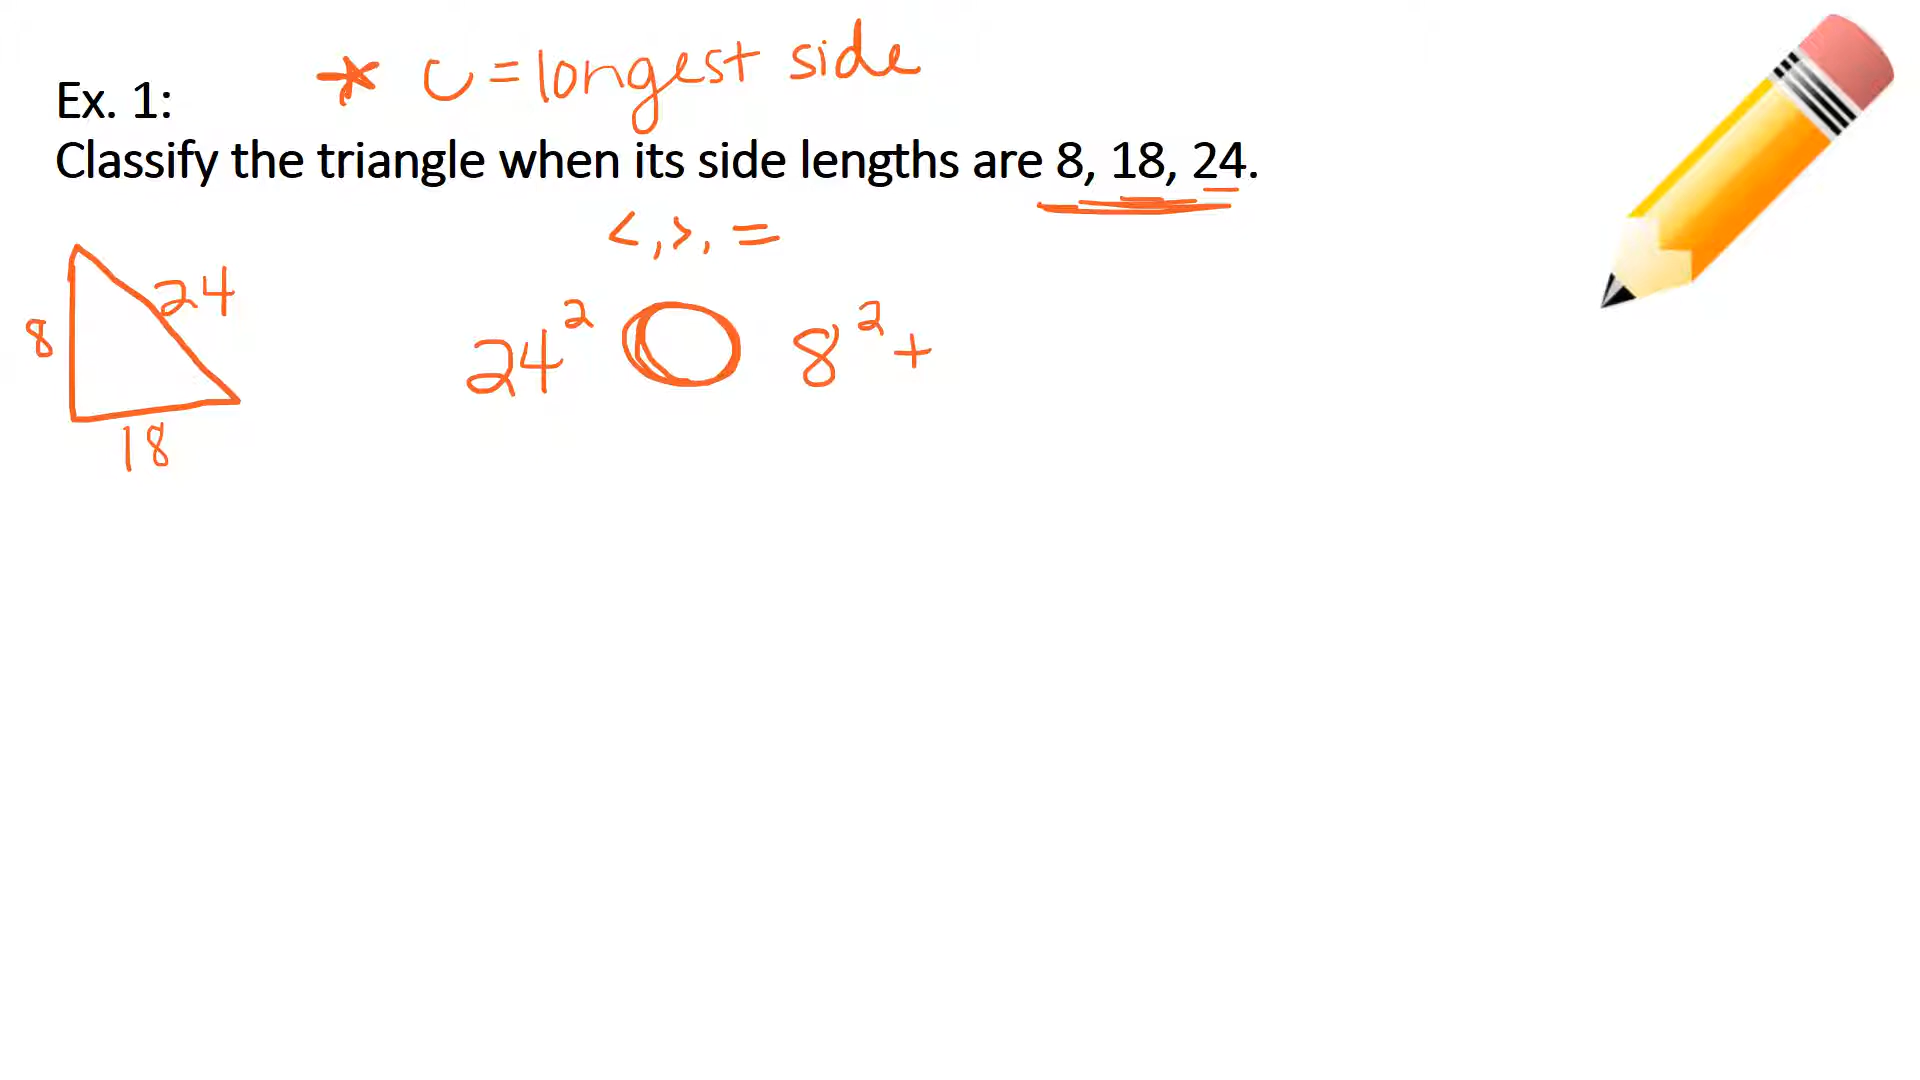 * c = longest side
Ex. 1:
Classify the triangle when its side lengths are 8, 18, 24.
<, >, =
24
8
24² ◯ 8² +
18